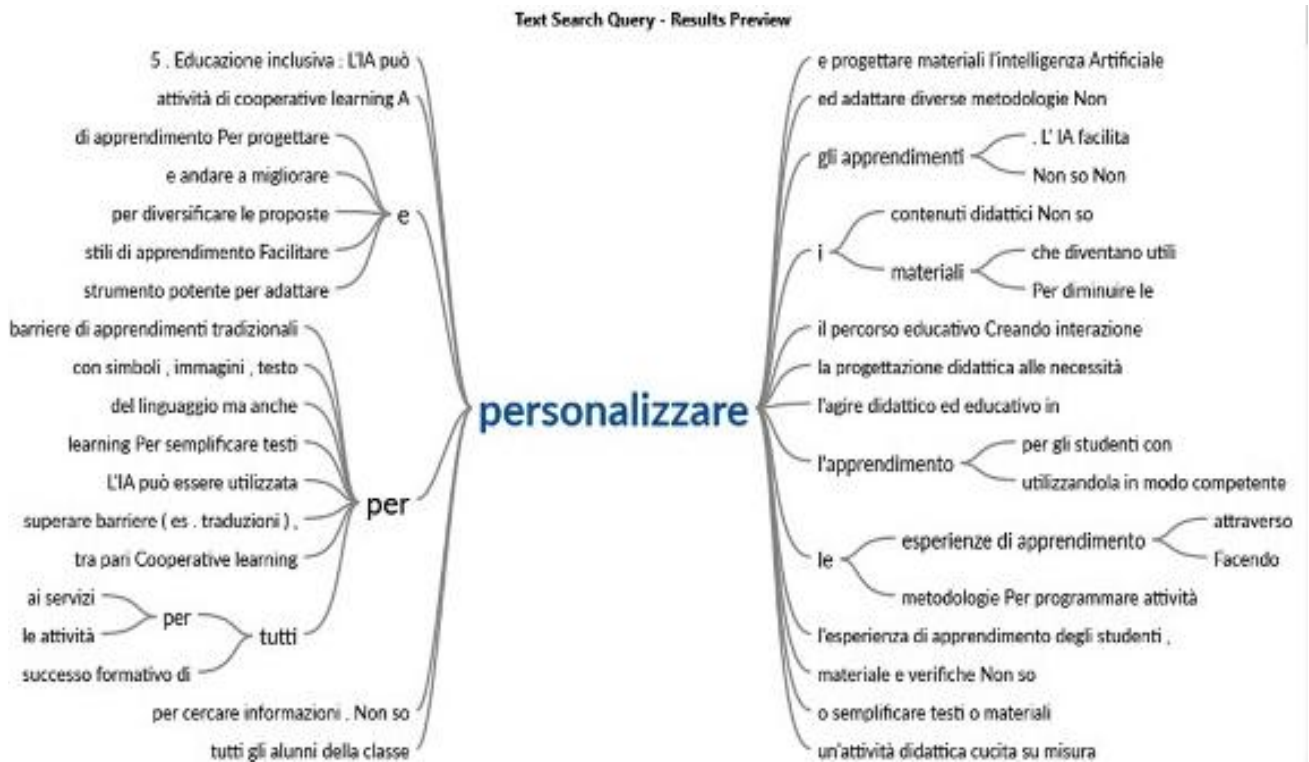 Text Search Query - Results Preview
5 . Educazione inclusiva : L'IA può
attività di cooperative learning A
di apprendimento Per progettare
e andare a migliorare
per diversificare le proposte
e
stili di apprendimento Facilitare
strumento potente per adattare
barriere di apprendimenti tradizionali
con simboli , immagini , testo
del linguaggio ma anche
learning Per semplificare testi
L'IA può essere utilizzata
per
superare barriere ( es . traduzioni ) ,
tra pari Cooperative learning
ai servizi
per
le attività
tutti
successo formativo di
per cercare informazioni . Non so
tutti gli alunni della classe
personalizzare
e progettare materiali l'intelligenza Artificiale
ed adattare diverse metodologie Non
gli apprendimenti
. L' IA facilita
Non so Non
i
contenuti didattici Non so
materiali
che diventano utili
Per diminuire le
il percorso educativo Creando interazione
la progettazione didattica alle necessità
l'agire didattico ed educativo in
l'apprendimento
per gli studenti con
utilizzandola in modo competente
le
esperienze di apprendimento
attraverso
Facendo
metodologie Per programmare attività
l'esperienza di apprendimento degli studenti ,
materiale e verifiche Non so
o semplificare testi o materiali
un'attività didattica cucita su misura